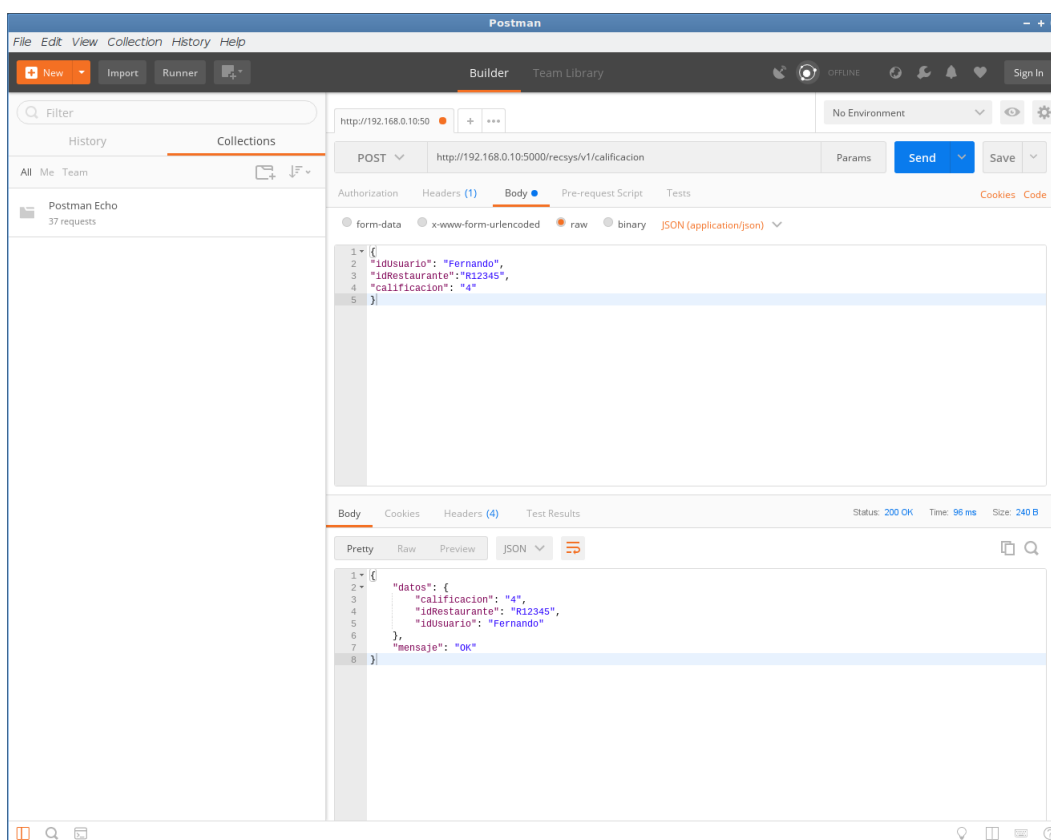 Postman
File Edit View Collection History Help
New Import Runner Builder Team Library OFFLINE Sign In
Filter
History Collections
All Me Team
Postman Echo
37 requests
http://192.168.0.10:50 + ••• No Environment
POST http://192.168.0.10:5000/recsys/v1/calificacion Params Send Save
Authorization Headers (1) Body Pre-request Script Tests Cookies Code
form-data x-www-form-urlencoded raw binary JSON (application/json)
1 {
2 "idUsuario": "Fernando",
3 "idRestaurante":"R12345",
4 "calificacion": "4"
5 }
Body Cookies Headers (4) Test Results Status: 200 OK Time: 96 ms Size: 240 B
Pretty Raw Preview JSON
1 {
2 "datos": {
3 "calificacion": "4",
4 "idRestaurante": "R12345",
5 "idUsuario": "Fernando"
6 },
7 "mensaje": "OK"
8 }